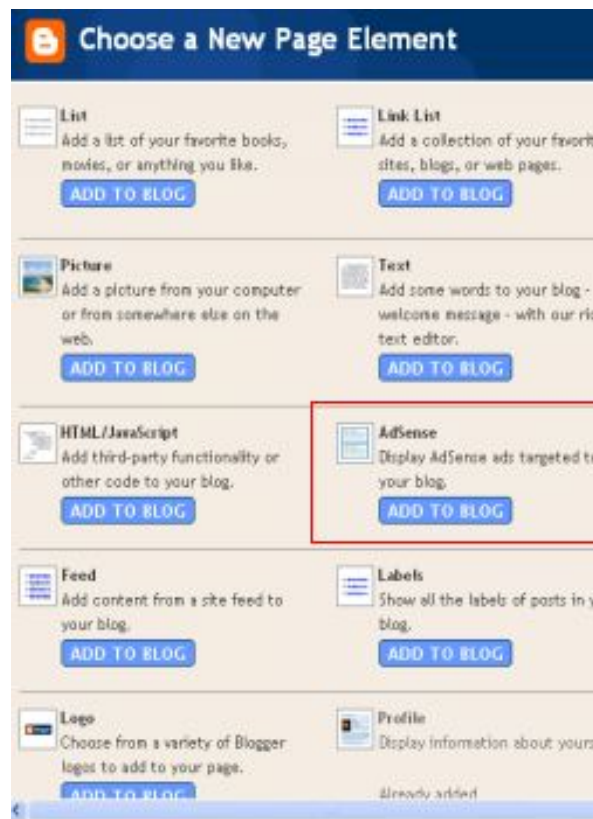 Choose a New Page Element
List
Add a list of your favorite books,
movies, or anything you like.
ADD TO BLOG
Link List
Add a collection of your favorit
sites, blogs, or web pages.
ADD TO BLOG
Picture
Add a picture from your computer
or from somewhere else on the
web.
ADD TO BLOG
Text
Add some words to your blog -
welcome message - with our ric
text editor.
ADD TO BLOG
HTML/JavaScript
Add third-party functionality or
other code to your blog.
ADD TO BLOG
AdSense
Display AdSense ads targeted to
your blog.
ADD TO BLOG
Feed
Add content from a site feed to
your blog.
ADD TO BLOG
Labels
Show all the labels of posts in y
blog.
ADD TO BLOG
Logo
Choose from a variety of Blogger
logos to add to your page.
ADD TO BLOG
Profile
Display information about yours
Already added